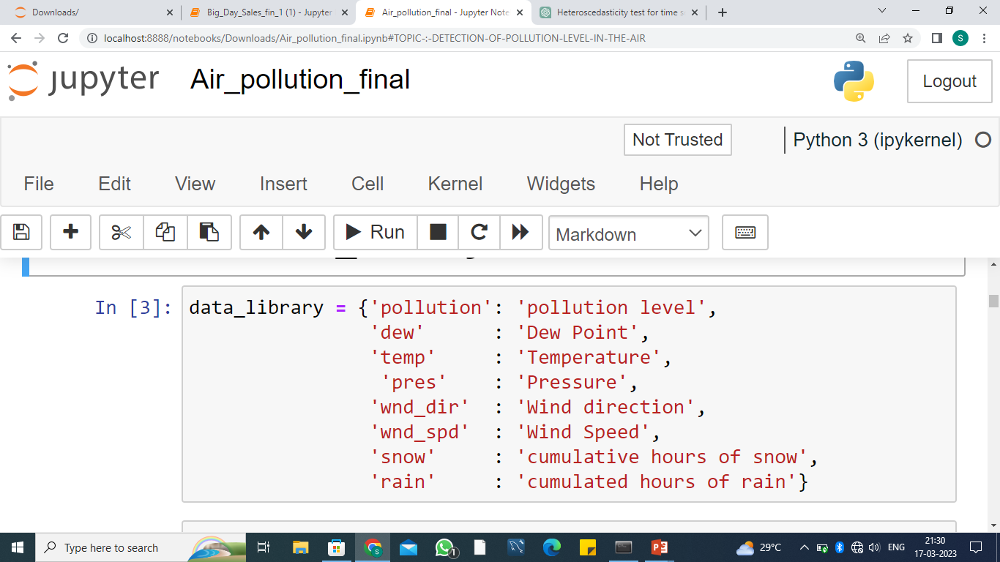 Downloads/
Big_Day_Sales_fin_1 (1) - Jupyter
Air_pollution_final - Jupyter Note
Heteroscedasticity test for time s
localhost:8888/notebooks/Downloads/Air_pollution_final.ipynb#TOPIC-:-DETECTION-OF-POLLUTION-LEVEL-IN-THE-AIR
S
jupyter Air_pollution_final
Logout
Not Trusted
Python 3 (ipykernel)
File Edit View Insert Cell Kernel Widgets Help
Run
Markdown
In [3]: data_library = {'pollution': 'pollution level',
'dew' : 'Dew Point',
'temp' : 'Temperature',
'pres' : 'Pressure',
'wnd_dir' : 'Wind direction',
'wnd_spd' : 'Wind Speed',
'snow' : 'cumulative hours of snow',
'rain' : 'cumulated hours of rain'}
Type here to search
S
1
29°C
ENG
21:30
17-03-2023